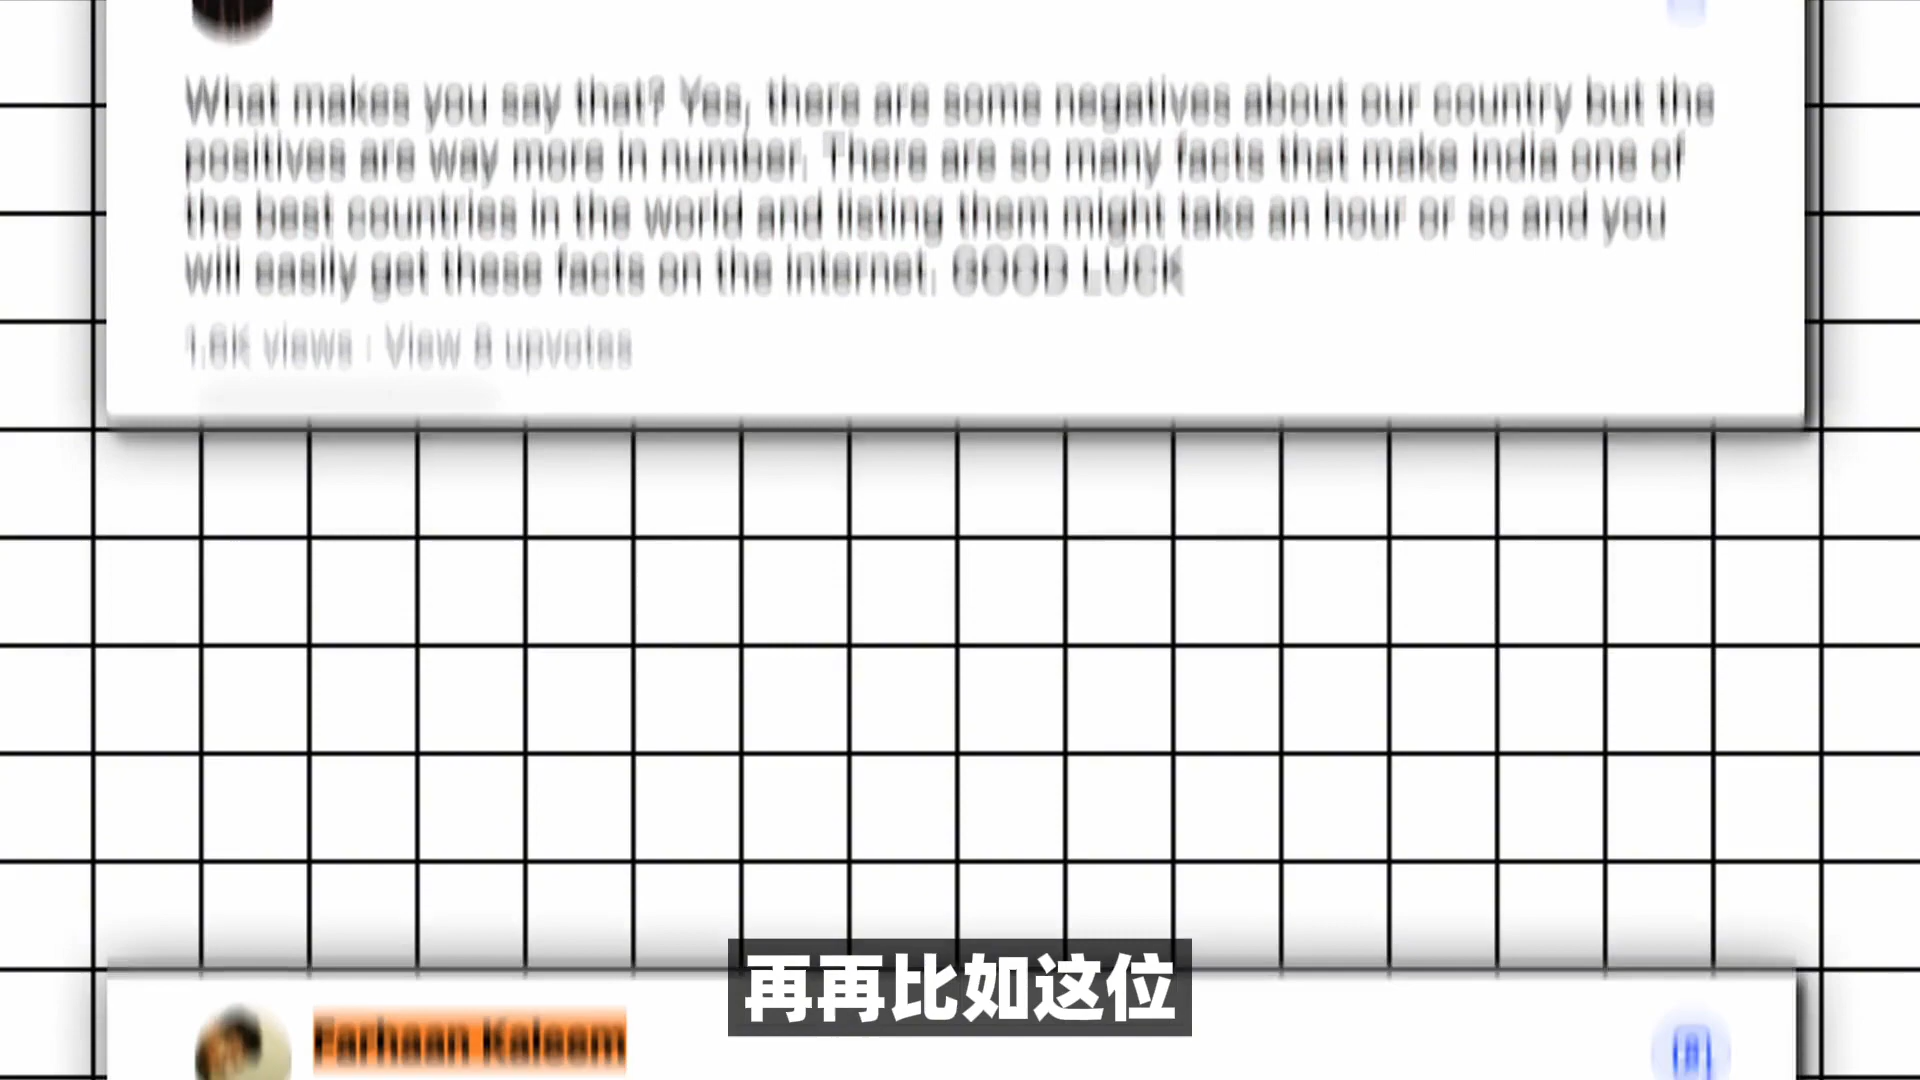 What makes you say that? Yes, there are some negatives about our country but the
positives are way more in number. There are so many facts that make India one of
the best countries in the world and listing them might take an hour or so and you
will easily get these facts on the internet. GOOD LUCK
views · View upvotes
再再比如这位
Farhaan Kaleem